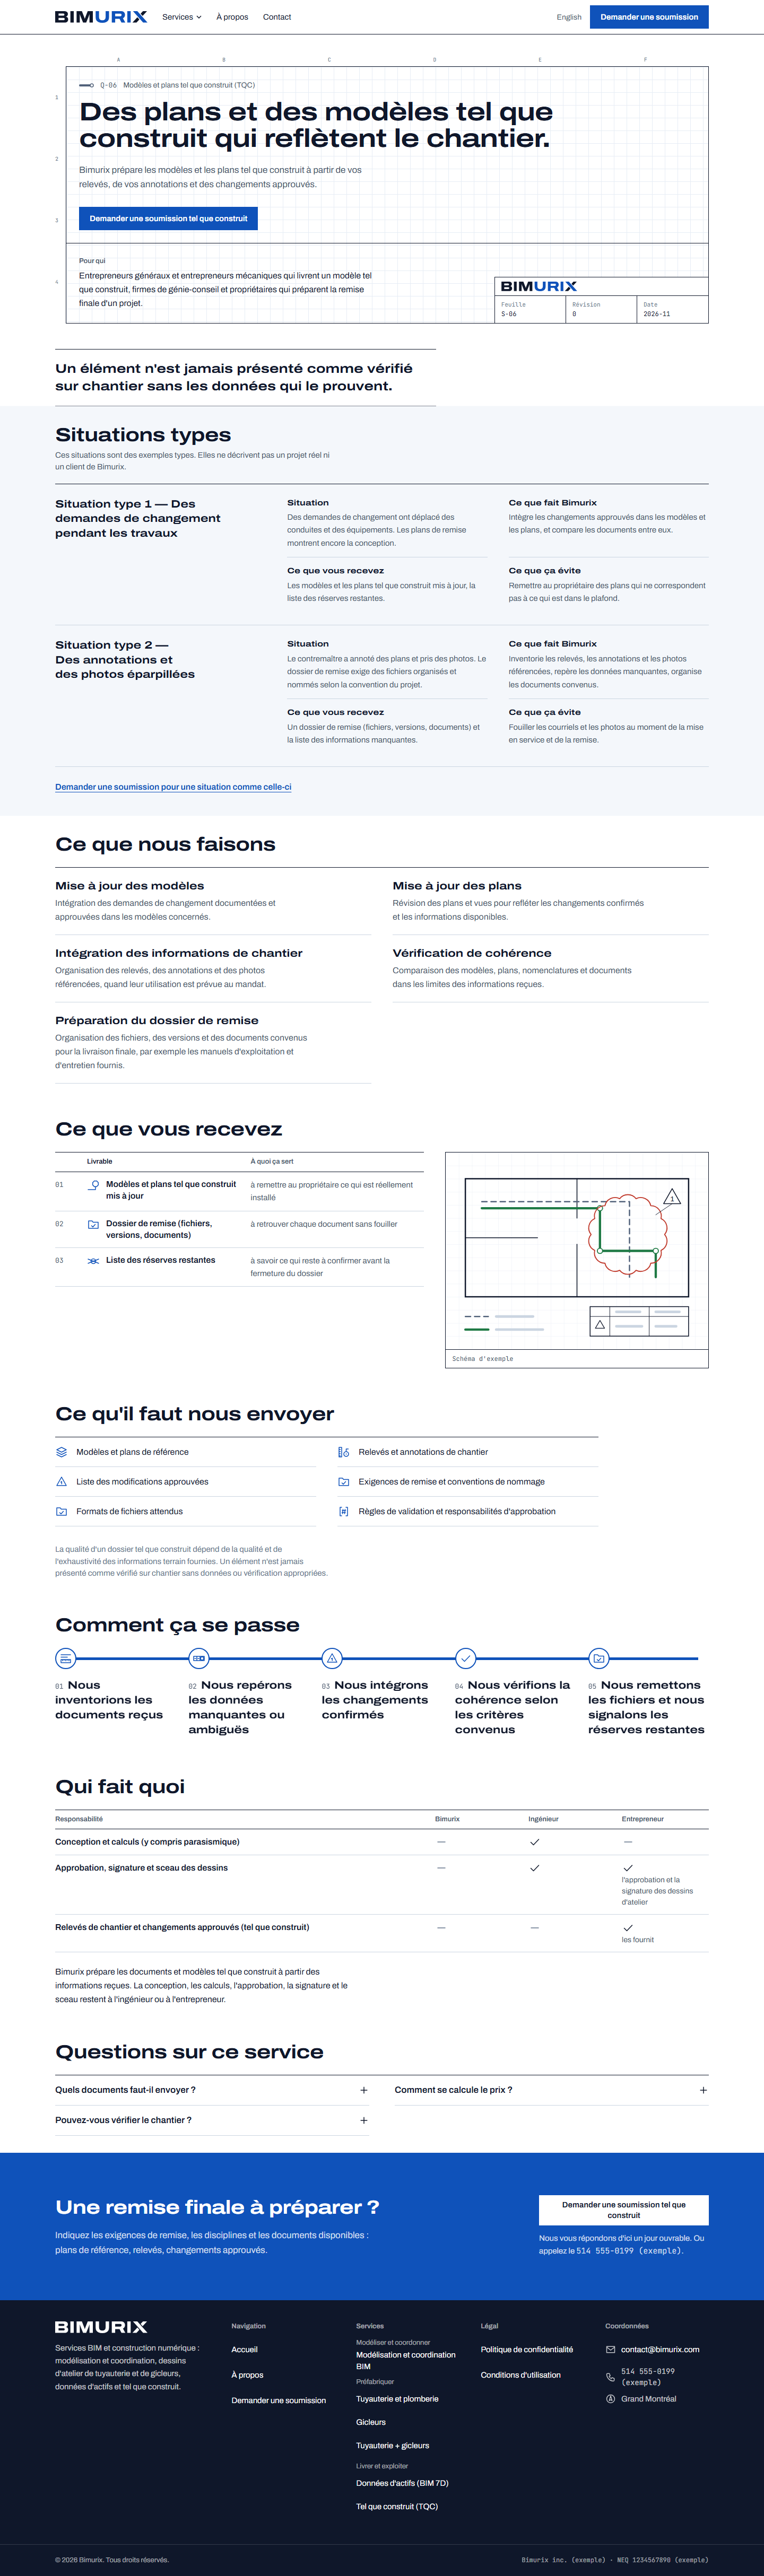 BIMURIX
Services
À propos
Contact
English
Demander une soumission
A
B
C
D
E
F
1
2
3
4
Q-06 Modèles et plans tel que construit (TQC)
Des plans et des modèles tel que
construit qui reflètent le chantier.
Bimurix prépare les modèles et les plans tel que construit à partir de vos
relevés, de vos annotations et des changements approuvés.
Demander une soumission tel que construit
Pour qui
Entrepreneurs généraux et entrepreneurs mécaniques qui livrent un modèle tel
que construit, firmes de génie-conseil et propriétaires qui préparent la remise
finale d'un projet.
BIMURIX
Feuille
S-06
Révision
0
Date
2026-11
Un élément n'est jamais présenté comme vérifié
sur chantier sans les données qui le prouvent.
Situations types
Ces situations sont des exemples types. Elles ne décrivent pas un projet réel ni
un client de Bimurix.
Situation type 1 — Des
demandes de changement
pendant les travaux
Situation
Des demandes de changement ont déplacé des
conduites et des équipements. Les plans de remise
montrent encore la conception.
Ce que fait Bimurix
Intègre les changements approuvés dans les modèles et
les plans, et compare les documents entre eux.
Ce que vous recevez
Les modèles et les plans tel que construit mis à jour, la
liste des réserves restantes.
Ce que ça évite
Remettre au propriétaire des plans qui ne correspondent
pas à ce qui est dans le plafond.
Situation type 2 —
Des annotations et
des photos éparpillées
Situation
Le contremaître a annoté des plans et pris des photos. Le
dossier de remise exige des fichiers organisés et
nommés selon la convention du projet.
Ce que fait Bimurix
Inventorie les relevés, les annotations et les photos
référencées, repère les données manquantes, organise
les documents convenus.
Ce que vous recevez
Un dossier de remise (fichiers, versions, documents) et
la liste des informations manquantes.
Ce que ça évite
Fouiller les courriels et les photos au moment de la mise
en service et de la remise.
Demander une soumission pour une situation comme celle-ci
Ce que nous faisons
Mise à jour des modèles
Intégration des demandes de changement documentées et
approuvées dans les modèles concernés.
Mise à jour des plans
Révision des plans et vues pour refléter les changements confirmés
et les informations disponibles.
Intégration des informations de chantier
Organisation des relevés, des annotations et des photos
référencées, quand leur utilisation est prévue au mandat.
Vérification de cohérence
Comparaison des modèles, plans, nomenclatures et documents
dans les limites des informations reçues.
Préparation du dossier de remise
Organisation des fichiers, des versions et des documents convenus
pour la livraison finale, par exemple les manuels d'exploitation et
d'entretien fournis.
Ce que vous recevez
Livrable
À quoi ça sert
01
Modèles et plans tel que construit
mis à jour
à remettre au propriétaire ce qui est réellement
installé
02
Dossier de remise (fichiers,
versions, documents)
à retrouver chaque document sans fouiller
03
Liste des réserves restantes
à savoir ce qui reste à confirmer avant la
fermeture du dossier
1
Schéma d'exemple
Ce qu'il faut nous envoyer
Modèles et plans de référence
Relevés et annotations de chantier
Liste des modifications approuvées
Exigences de remise et conventions de nommage
Formats de fichiers attendus
Règles de validation et responsabilités d'approbation
La qualité d'un dossier tel que construit dépend de la qualité et de
l'exhaustivité des informations terrain fournies. Un élément n'est jamais
présenté comme vérifié sur chantier sans données ou vérification appropriées.
Comment ça se passe
01 Nous
inventorions les
documents reçus
02 Nous repérons
les données
manquantes ou
ambiguës
03 Nous intégrons
les changements
confirmés
04 Nous vérifions la
cohérence selon
les critères
convenus
05 Nous remettons
les fichiers et nous
signalons les
réserves restantes
Qui fait quoi
Responsabilité
Bimurix
Ingénieur
Entrepreneur
Conception et calculs (y compris parasismique)
—
—
Approbation, signature et sceau des dessins
—
l'approbation et la
signature des dessins
d'atelier
Relevés de chantier et changements approuvés (tel que construit)
—
—
les fournit
Bimurix prépare les documents et modèles tel que construit à partir des
informations reçues. La conception, les calculs, l'approbation, la signature et le
sceau restent à l'ingénieur ou à l'entrepreneur.
Questions sur ce service
Quels documents faut-il envoyer ?
Comment se calcule le prix ?
Pouvez-vous vérifier le chantier ?
Une remise finale à préparer ?
Indiquez les exigences de remise, les disciplines et les documents disponibles :
plans de référence, relevés, changements approuvés.
Demander une soumission tel que
construit
Nous vous répondons d'ici un jour ouvrable. Ou
appelez le 514 555-0199 (exemple).
BIMURIX
Services BIM et construction numérique :
modélisation et coordination, dessins
d'atelier de tuyauterie et de gicleurs,
données d'actifs et tel que construit.
Navigation
Accueil
À propos
Demander une soumission
Services
Modéliser et coordonner
Modélisation et coordination
BIM
Préfabriquer
Tuyauterie et plomberie
Gicleurs
Tuyauterie + gicleurs
Livrer et exploiter
Données d'actifs (BIM 7D)
Tel que construit (TQC)
Légal
Politique de confidentialité
Conditions d'utilisation
Coordonnées
contact@bimurix.com
514 555-0199
(exemple)
Grand Montréal
© 2026 Bimurix. Tous droits réservés.
Bimurix inc. (exemple) · NEQ 1234567890 (exemple)